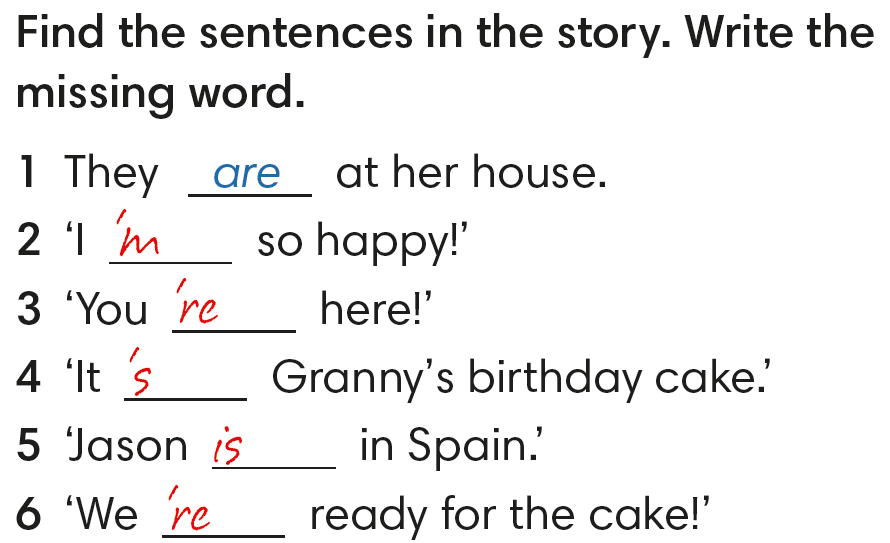 Find the sentences in the story. Write the
missing word.
1 They are at her house.
2 ‘I 'm so happy!’
3 ‘You 're here!’
4 ‘It 's Granny’s birthday cake.’
5 ‘Jason is in Spain.’
6 ‘We 're ready for the cake!’